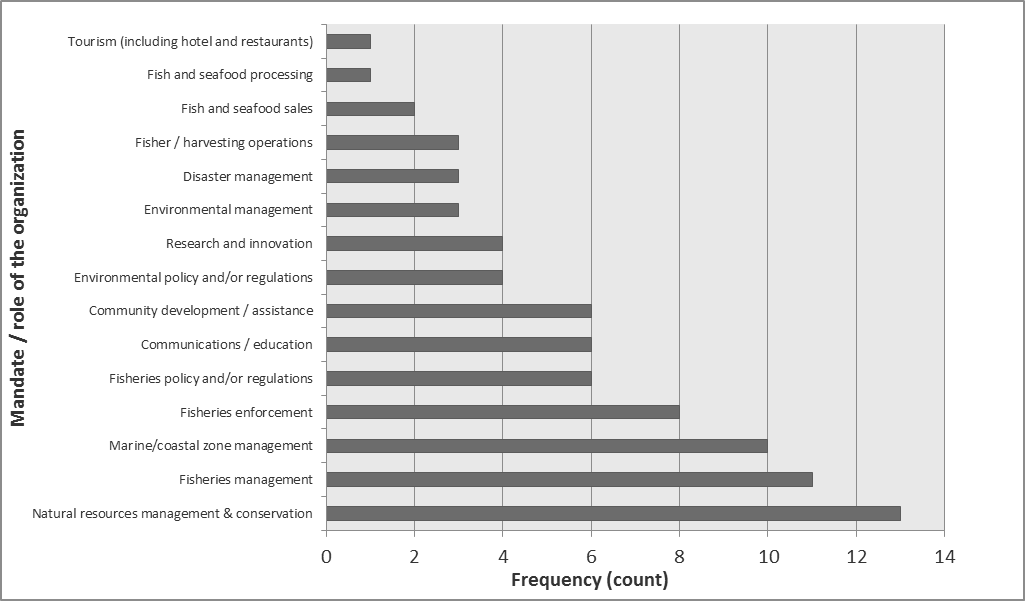 Mandate / role of the organization
Tourism (including hotel and restaurants)
Fish and seafood processing
Fish and seafood sales
Fisher / harvesting operations
Disaster management
Environmental management
Research and innovation
Environmental policy and/or regulations
Community development / assistance
Communications / education
Fisheries policy and/or regulations
Fisheries enforcement
Marine/coastal zone management
Fisheries management
Natural resources management & conservation
0 2 4 6 8 10 12 14
Frequency (count)